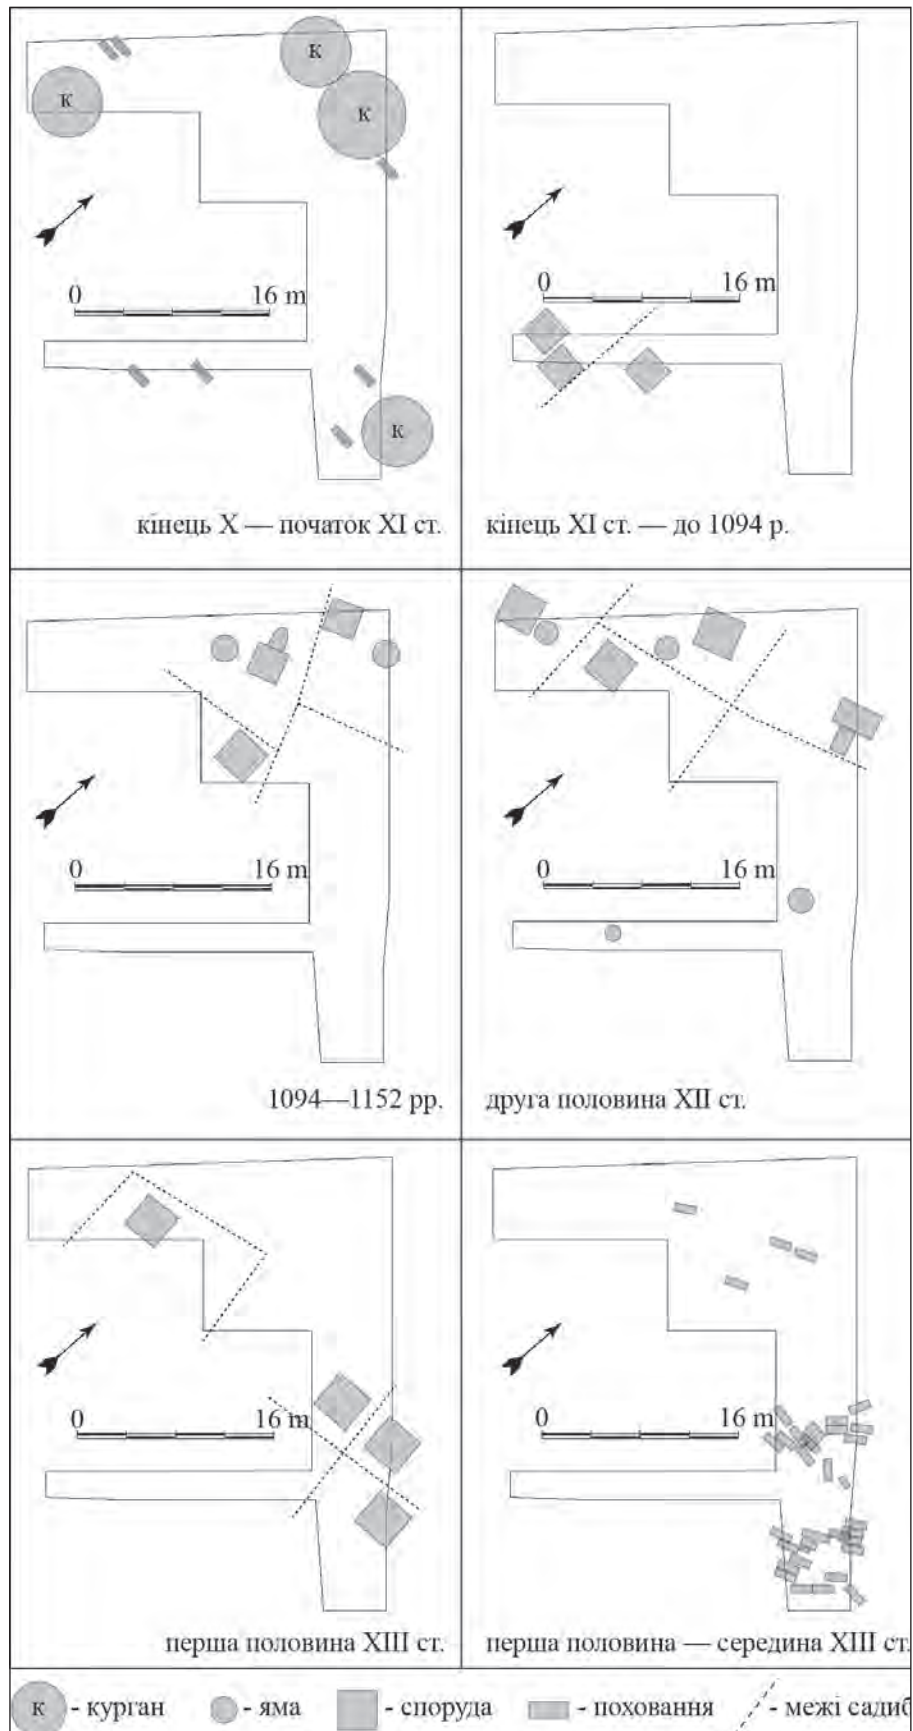 К
К
К
К
0 16 m
кінець X — початок XI ст.
0 16 m
кінець XI ст. — до 1094 р.
0 16 m
1094—1152 рр.
0 16 m
друга половина XII ст.
0 16 m
перша половина XIII ст.
0 16 m
перша половина — середина XIII ст.
К - курган - яма - споруда - поховання - межі садиб